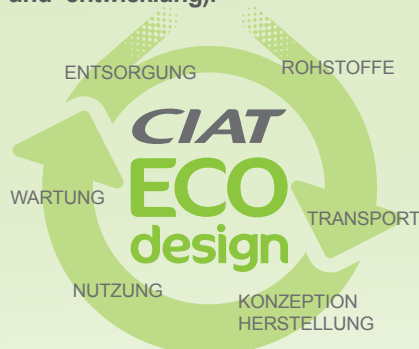 und -entwicklung).
ENTSORGUNG
ROHSTOFFE
CIAT
ECO
design
WARTUNG
TRANSPORT
NUTZUNG
KONZEPTION
HERSTELLUNG